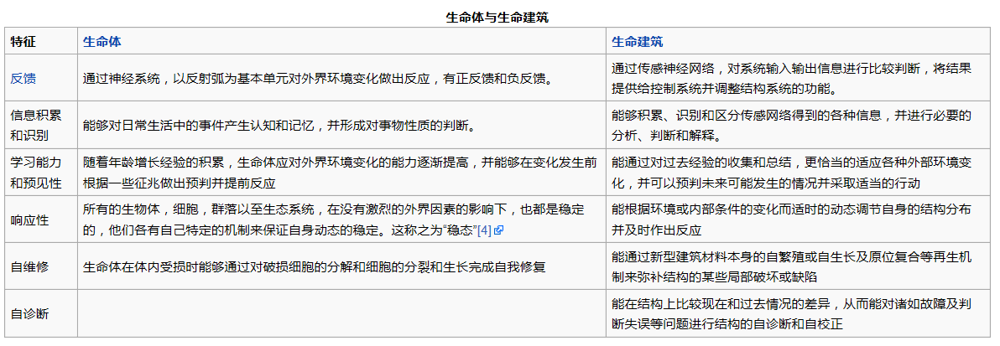 生命体与生命建筑
特征
生命体
生命建筑
反馈
通过神经系统，以反射弧为基本单元对外界环境变化做出反应，有正反馈和负反馈。
通过传感神经网络，对系统输入输出信息进行比较判断，将结果
提供给控制系统并调整结构系统的功能。
信息积累
和识别
能够对日常生活中的事件产生认知和记忆，并形成对事物性质的判断。
能够积累、识别和区分传感网络得到的各种信息，并进行必要的
分析、判断和解释。
学习能力
和预见性
随着年龄增长经验的积累，生命体应对外界环境变化的能力逐渐提高，并能够在变化发生前
根据一些征兆做出预判并提前反应
能通过对过去经验的收集和总结，更恰当的适应各种外部环境变
化，并可以预判未来可能发生的情况并采取适当的行动
响应性
所有的生物体，细胞，群落以至生态系统，在没有激烈的外界因素的影响下，也都是稳定
的，他们各有自己特定的机制来保证自身动态的稳定。这称之为“稳态”[4]
能根据环境或内部条件的变化而适时的动态调节自身的结构分布
并及时作出反应
自维修
生命体在体内受损时能够通过对破损细胞的分解和细胞的分裂和生长完成自我修复
能通过新型建筑材料本身的自繁殖或自生长及原位复合等再生机
制来弥补结构的某些局部破坏或缺陷
自诊断
能在结构上比较现在和过去情况的差异，从而能对诸如故障及判
断失误等问题进行结构的自诊断和自校正